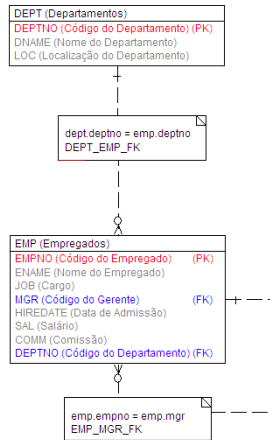 DEPT (Departamentos)
DEPTNO (Código do Departamento) (PK)
DNAME (Nome do Departamento)
LOC (Localização do Departamento)
dept.deptno = emp.deptno
DEPT_EMP_FK
EMP (Empregados)
EMPNO (Código do Empregado) (PK)
ENAME (Nome do Empregado)
JOB (Cargo)
MGR (Código do Gerente) (FK)
HIREDATE (Data de Admissão)
SAL (Salário)
COMM (Comissão)
DEPTNO (Código do Departamento) (FK)
emp.empno = emp.mgr
EMP_MGR_FK